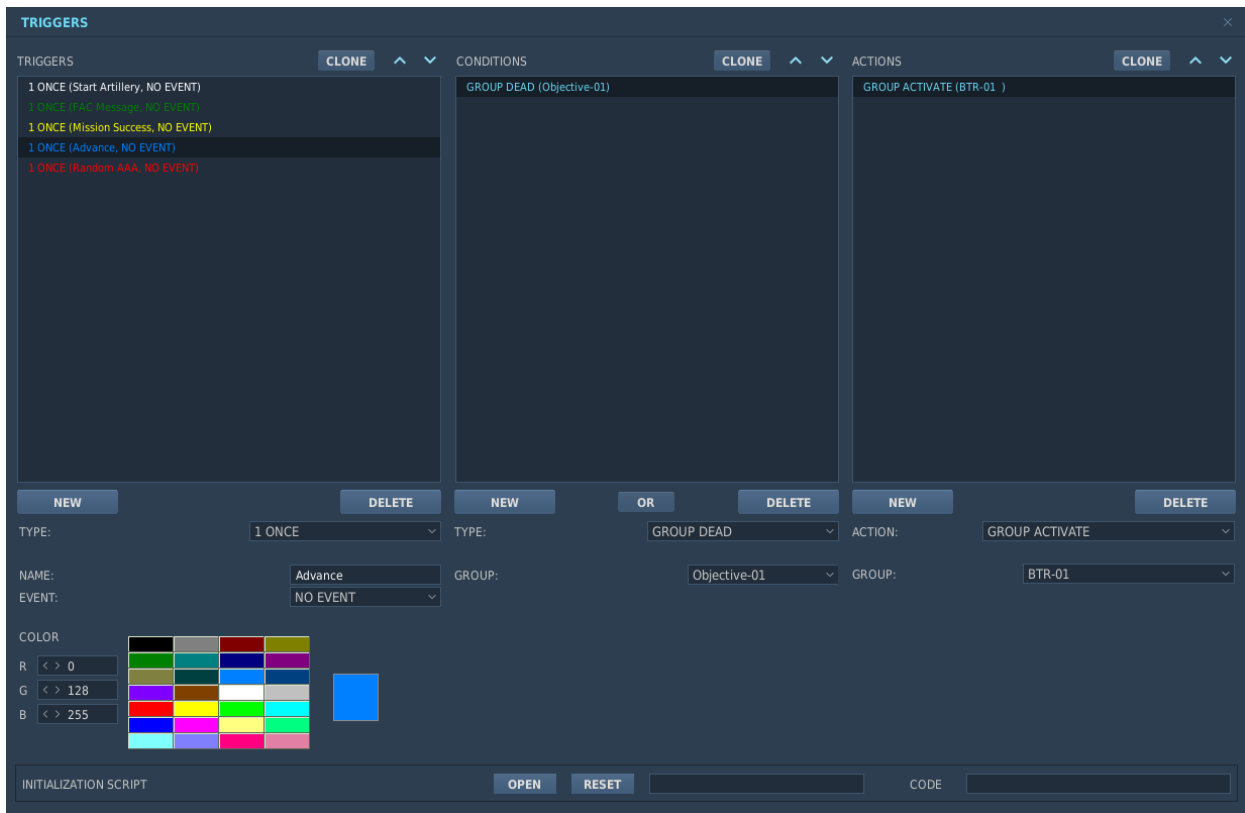 TRIGGERS
TRIGGERS CLONE CONDITIONS CLONE ACTIONS CLONE
1 ONCE (Start Artillery, NO EVENT) GROUP DEAD (Objective-01) GROUP ACTIVATE (BTR-01 )
1 ONCE (FAC Message, NO EVENT)
1 ONCE (Mission Success, NO EVENT)
1 ONCE (Advance, NO EVENT)
1 ONCE (Random AAA, NO EVENT)
NEW DELETE NEW OR DELETE NEW DELETE
TYPE: 1 ONCE TYPE: GROUP DEAD ACTION: GROUP ACTIVATE
NAME: Advance GROUP: Objective-01 GROUP: BTR-01
EVENT: NO EVENT
COLOR
R < > 0
G < > 128
B < > 255
INITIALIZATION SCRIPT OPEN RESET CODE